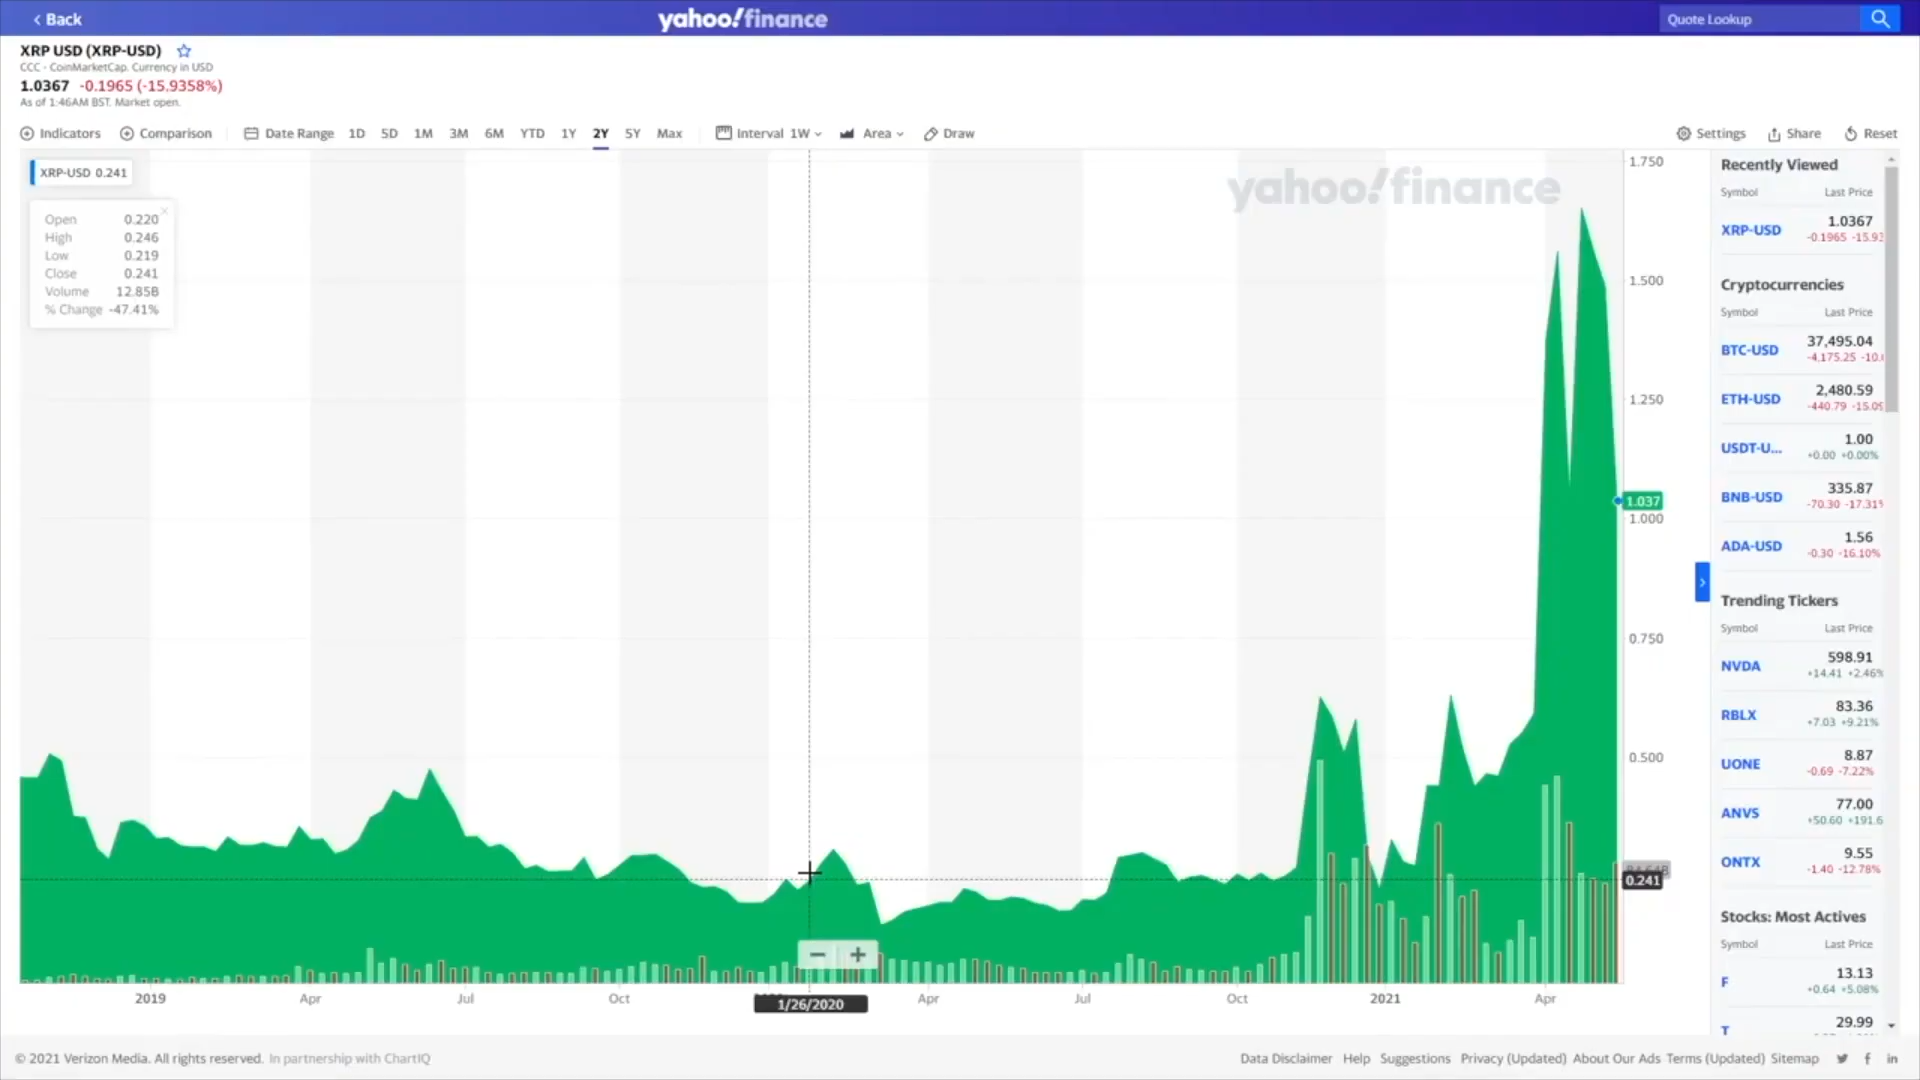 Back
yahoo!finance
Quote Lookup
XRP USD (XRP-USD)
CCC - CoinMarketCap. Currency in USD
1.0367 -0.1965 (-15.9358%)
As of 1:46AM BST. Market open.
Indicators Comparison Date Range 1D 5D 1M 3M 6M YTD 1Y 2Y 5Y Max Interval 1W Area Draw Settings Share Reset
XRP-USD 0.241
Open 0.220
High 0.246
Low 0.219
Close 0.241
Volume 12.85B
% Change -47.41%
yahoo!finance
1.750
1.500
1.250
1.037
1.000
0.750
0.500
0.241
2019 Apr Jul Oct Apr Jul Oct 2021 Apr
1/26/2020
Recently Viewed
Symbol Last Price
XRP-USD 1.0367
-0.1965 -15.93
Cryptocurrencies
Symbol Last Price
BTC-USD 37,495.04
-4,175.25 -10.
ETH-USD 2,480.59
-440.79 -15.09
USDT-U... 1.00
+0.00 +0.00%
BNB-USD 335.87
-70.30 -17.31%
ADA-USD 1.56
-0.30 -16.10%
Trending Tickers
Symbol Last Price
NVDA 598.91
+14.41 +2.46%
RBLX 83.36
+7.03 +9.21%
UONE 8.87
-0.69 -7.22%
ANVS 77.00
+50.60 +191.6
ONTX 9.55
-1.40 -12.78%
Stocks: Most Actives
Symbol Last Price
F 13.13
+0.64 +5.08%
T 29.99
© 2021 Verizon Media. All rights reserved. In partnership with ChartIQ
Data Disclaimer Help Suggestions Privacy (Updated) About Our Ads Terms (Updated) Sitemap